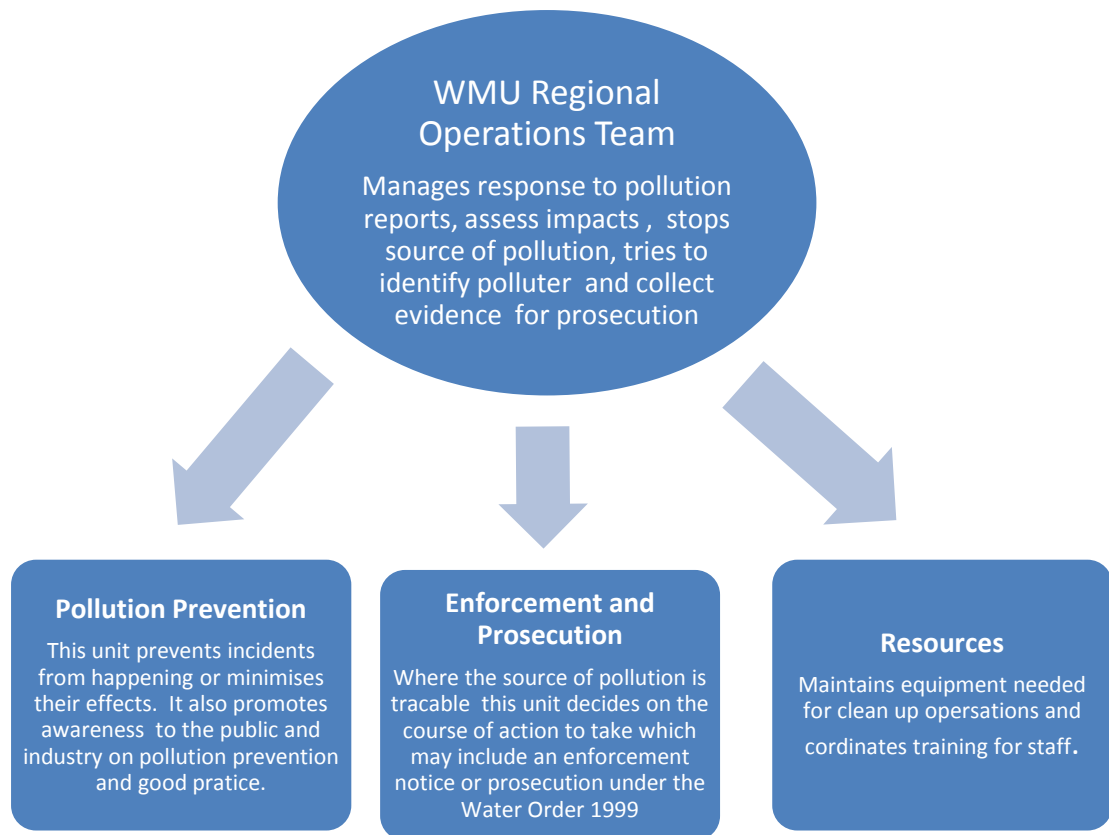 WMU Regional
Operations Team
Manages response to pollution
reports, assess impacts , stops
source of pollution, tries to
identify polluter and collect
evidence for prosecution
Pollution Prevention
This unit prevents incidents
from happening or minimises
their effects. It also promotes
awareness to the public and
industry on pollution prevention
and good pratice.
Enforcement and
Prosecution
Where the source of pollution is
tracable this unit decides on the
course of action to take which
may include an enforcement
notice or prosecution under the
Water Order 1999
Resources
Maintains equipment needed
for clean up opersations and
cordinates training for staff.